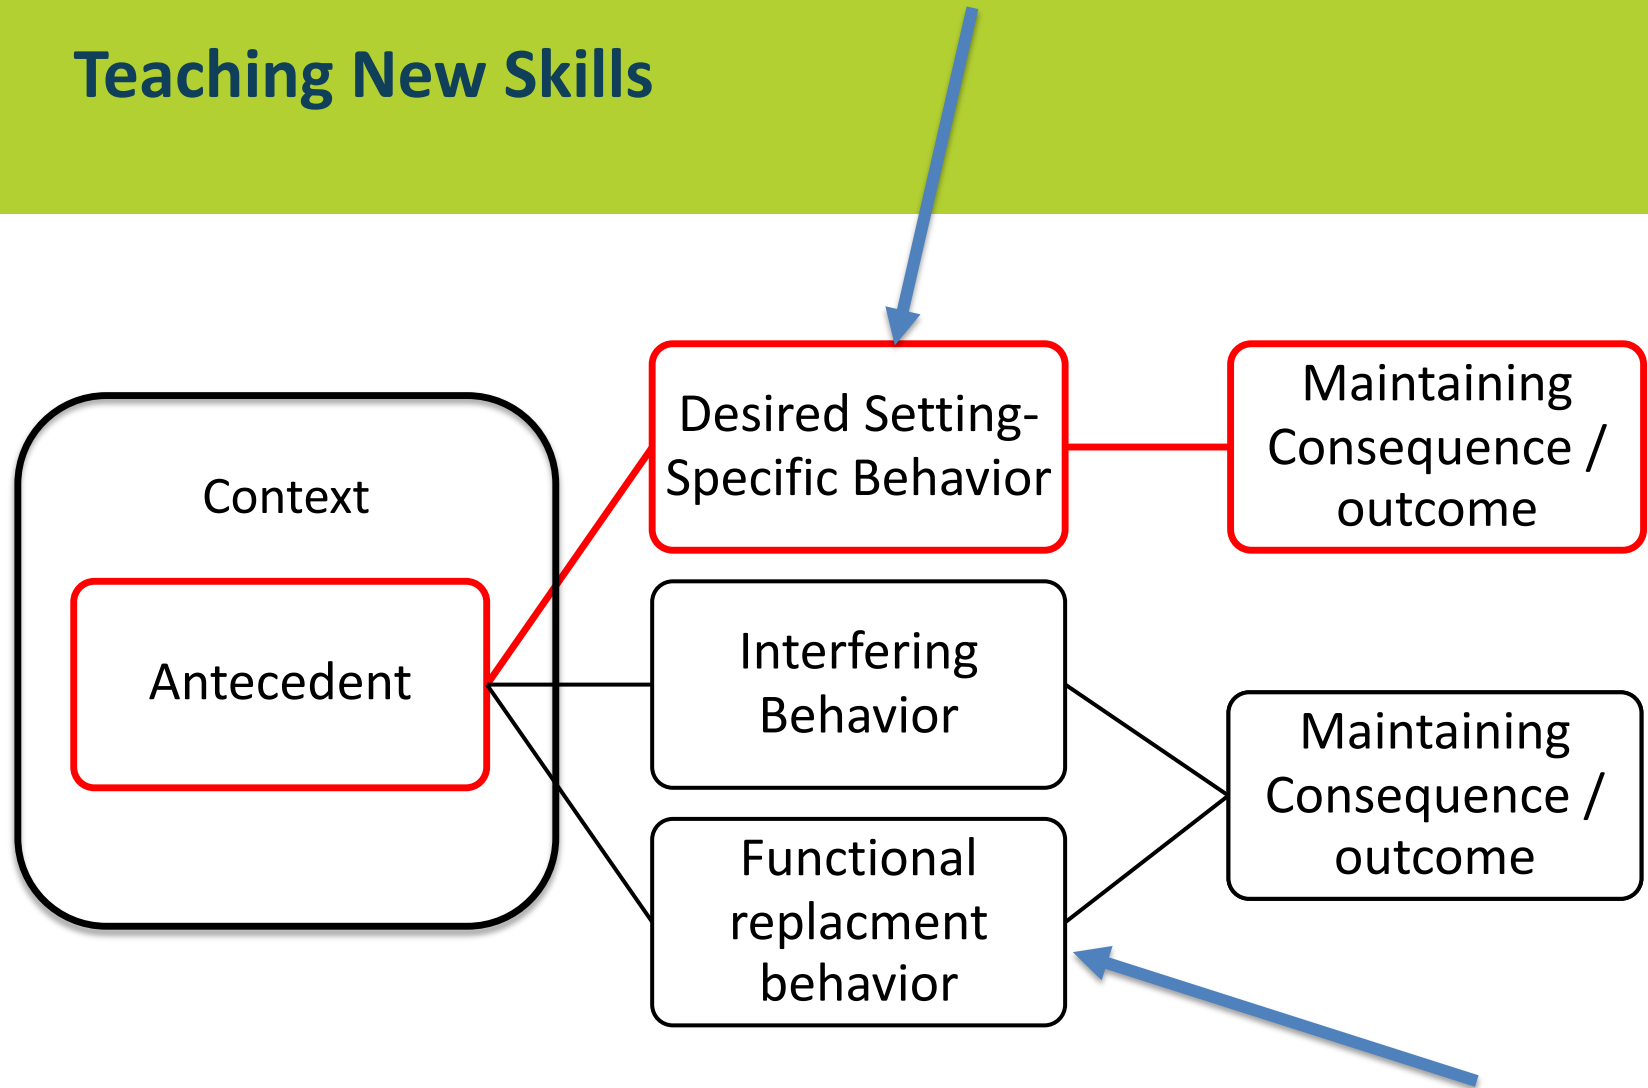 Teaching New Skills
Context
Antecedent
Desired Setting-
Specific Behavior
Maintaining
Consequence /
outcome
Interfering
Behavior
Functional
replacment
behavior
Maintaining
Consequence /
outcome